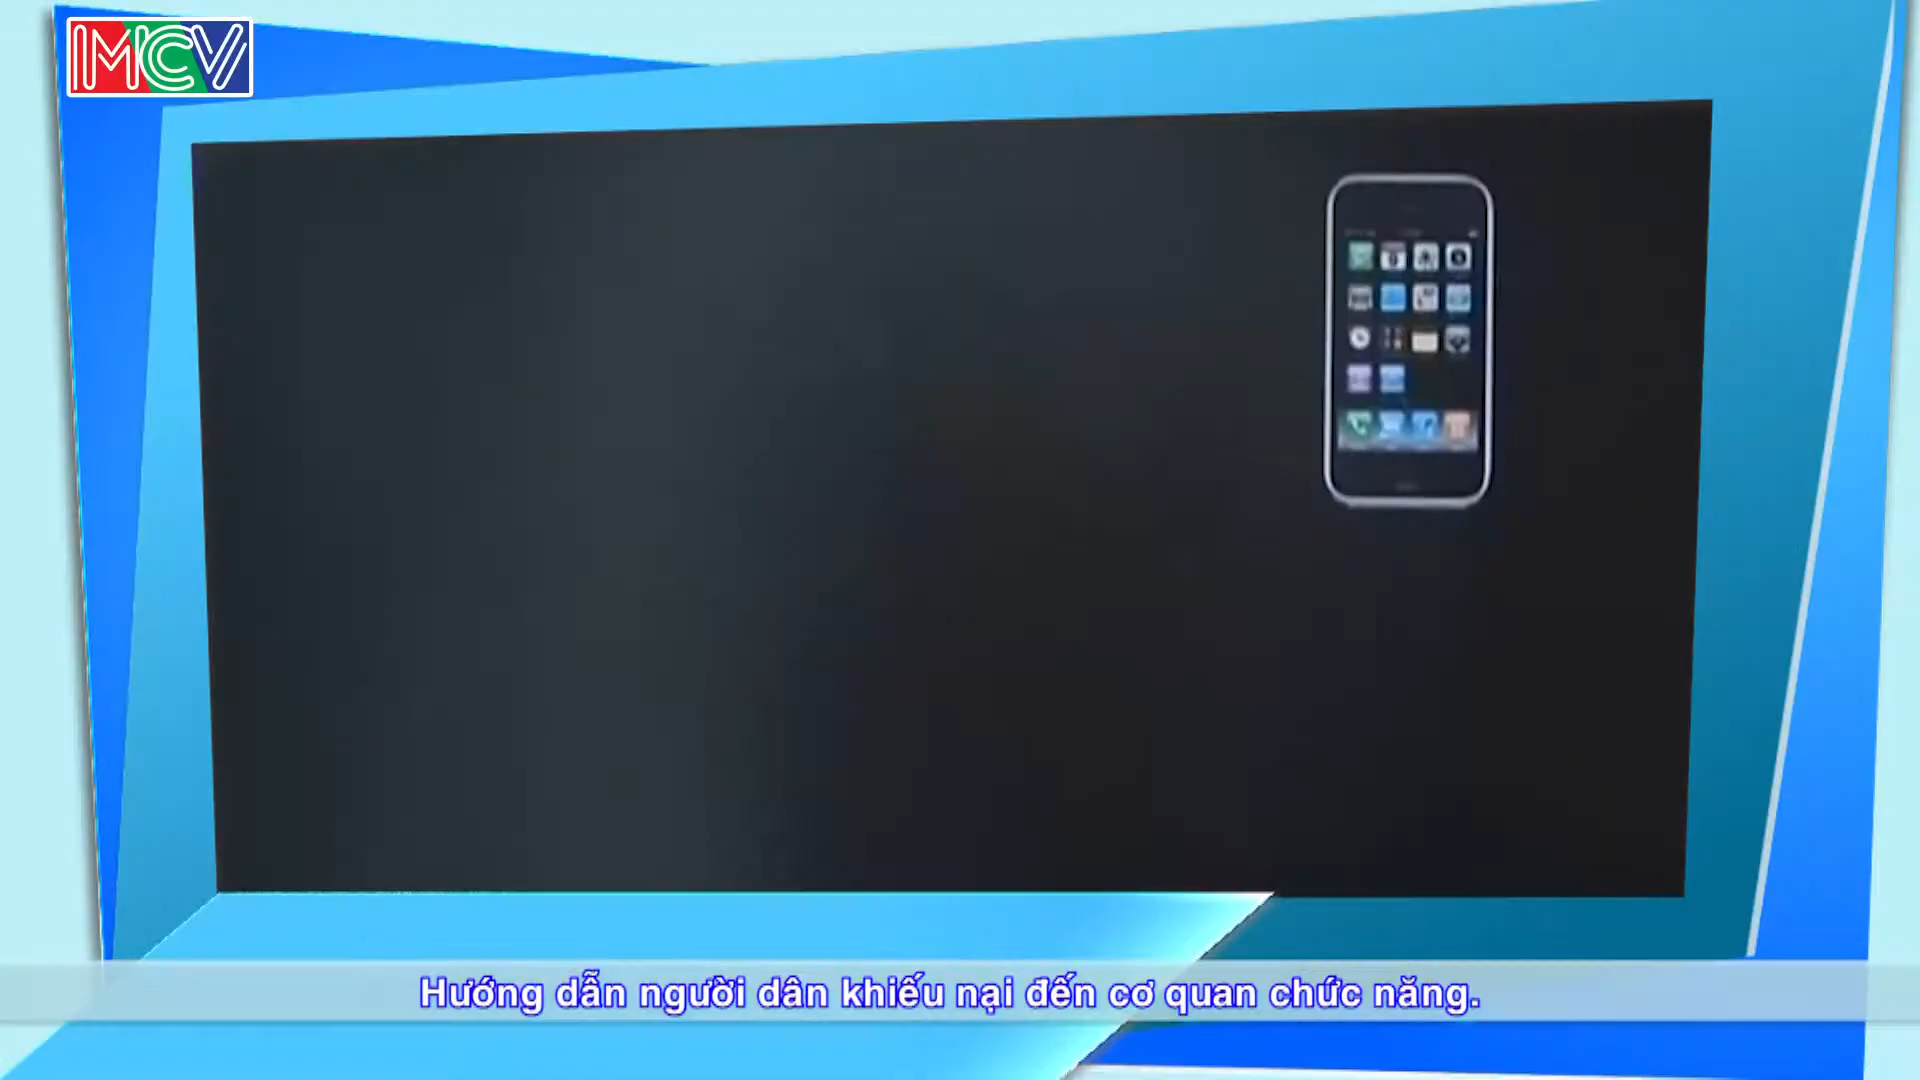 MCV
Hướng dẫn người dân khiếu nại đến cơ quan chức năng.